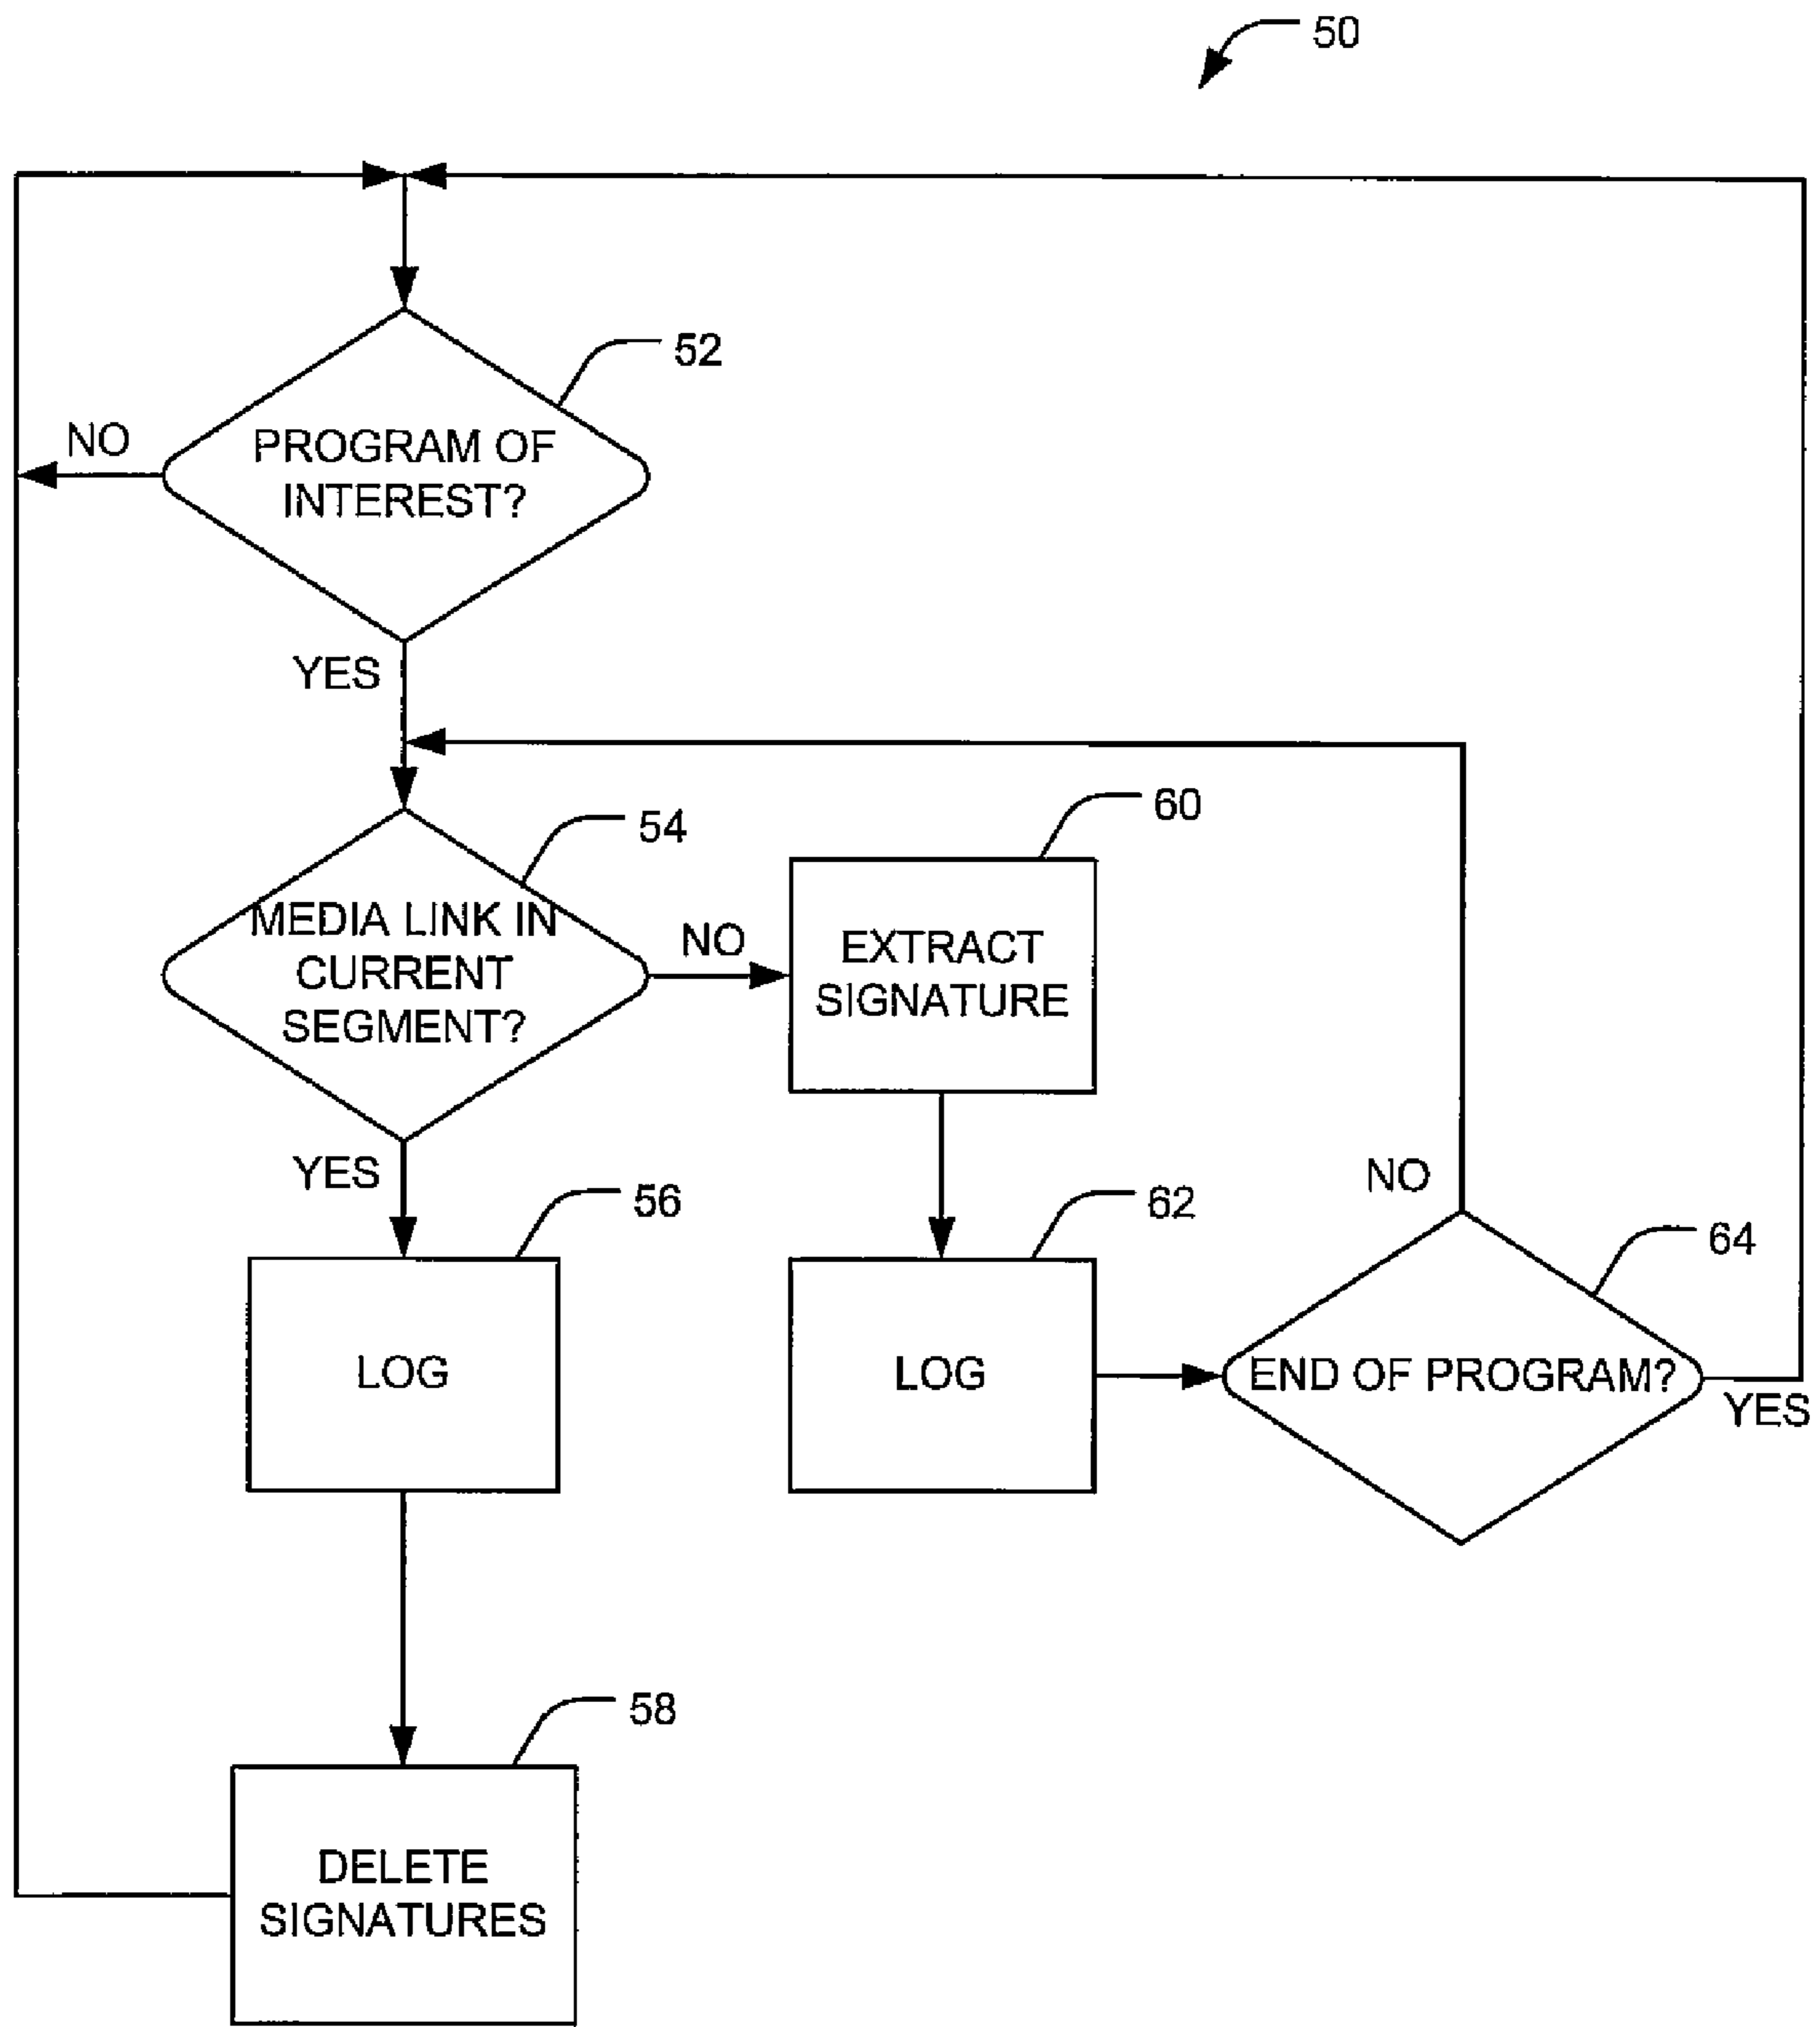 50
52
NO
PROGRAM OF
INTEREST?
YES
54
60
MEDIA LINK IN
CURRENT
SEGMENT?
NO
EXTRACT
SIGNATURE
YES
56
62
NO
64
LOG
LOG
END OF PROGRAM?
YES
58
DELETE
SIGNATURES